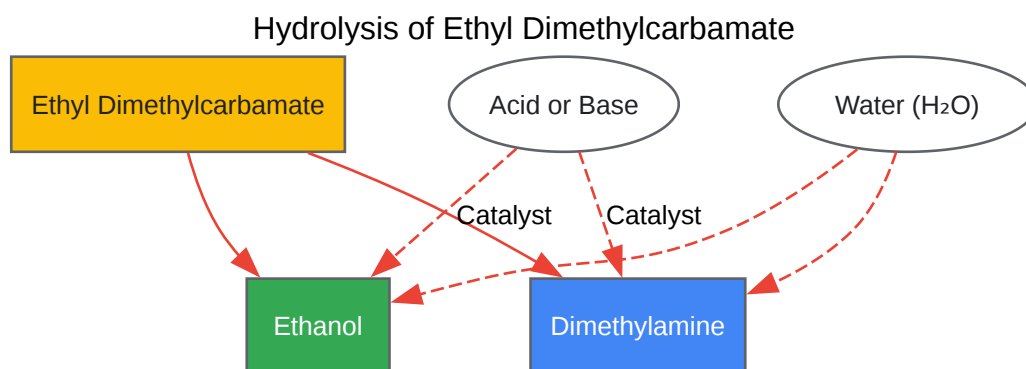 Hydrolysis of Ethyl Dimethylcarbamate
Ethyl Dimethylcarbamate
Acid or Base
Water (H₂O)
Catalyst
Catalyst
Ethanol
Dimethylamine